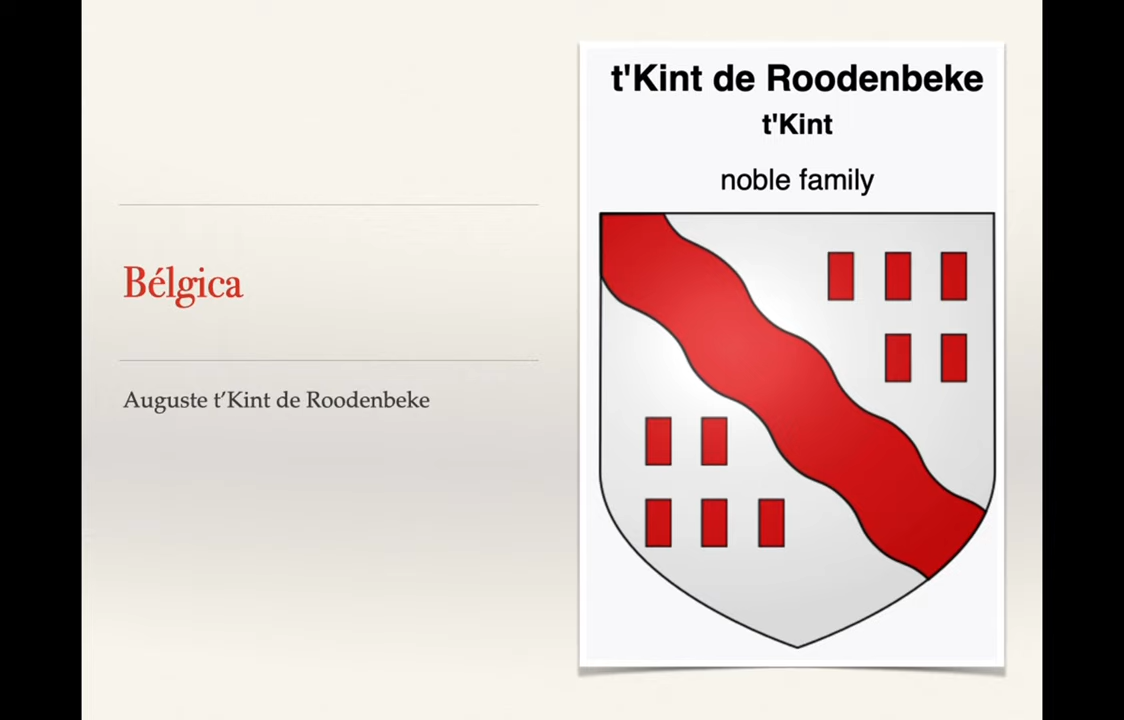 Bélgica
Auguste t’Kint de Roodenbeke
t'Kint de Roodenbeke
t'Kint
noble family